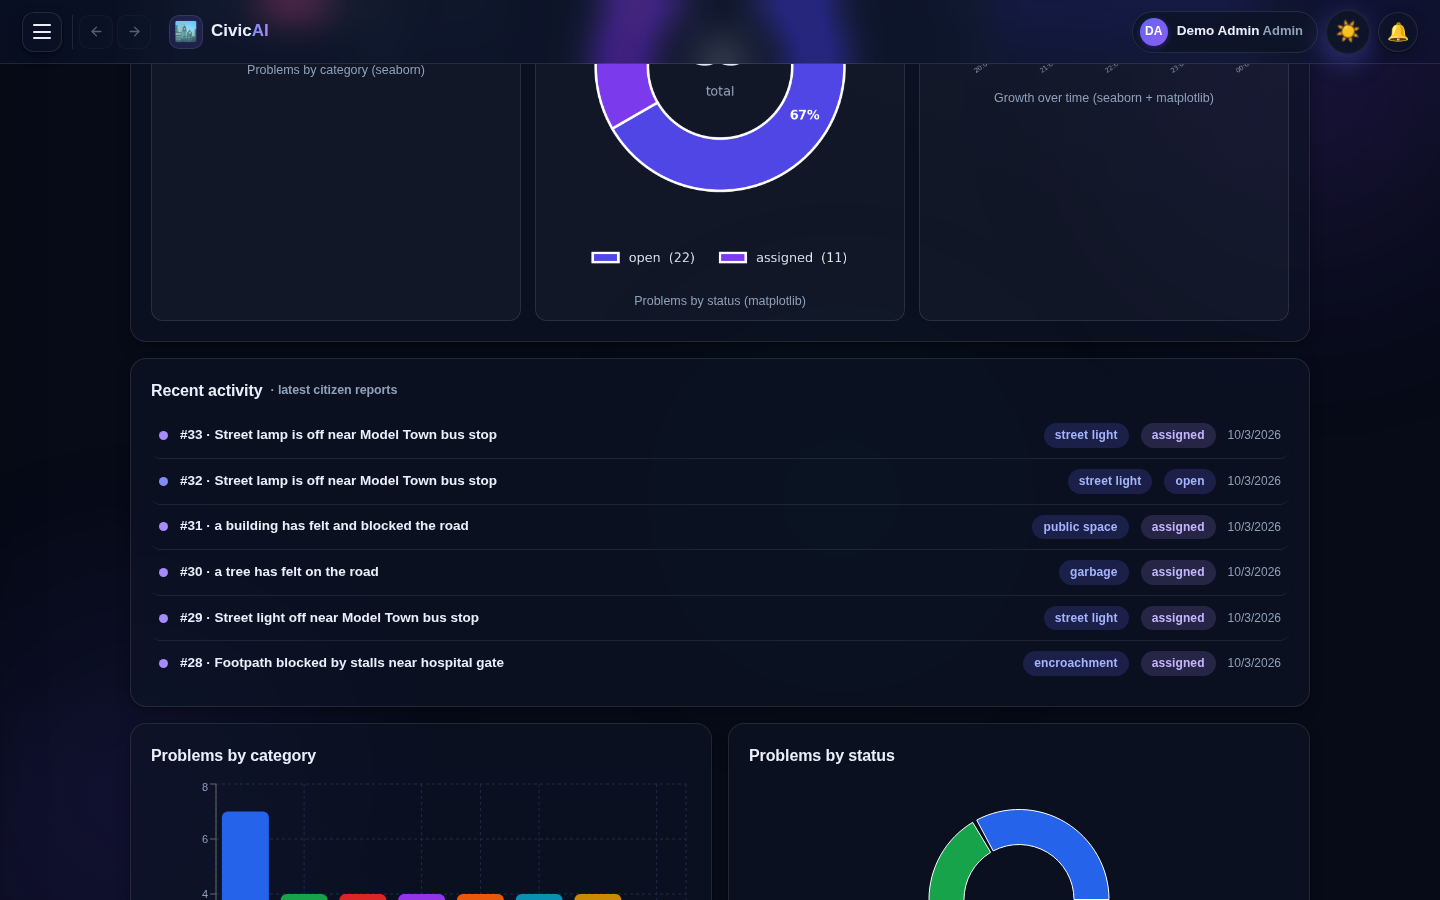 CivicAI
DA Demo Admin Admin
Problems by category (seaborn)
total
67%
Growth over time (seaborn + matplotlib)
open (22) assigned (11)
Problems by status (matplotlib)
Recent activity · latest citizen reports
#33 · Street lamp is off near Model Town bus stop street light assigned 10/3/2026
#32 · Street lamp is off near Model Town bus stop street light open 10/3/2026
#31 · a building has felt and blocked the road public space assigned 10/3/2026
#30 · a tree has felt on the road garbage assigned 10/3/2026
#29 · Street light off near Model Town bus stop street light assigned 10/3/2026
#28 · Footpath blocked by stalls near hospital gate encroachment assigned 10/3/2026
Problems by category
Problems by status
8
6
4